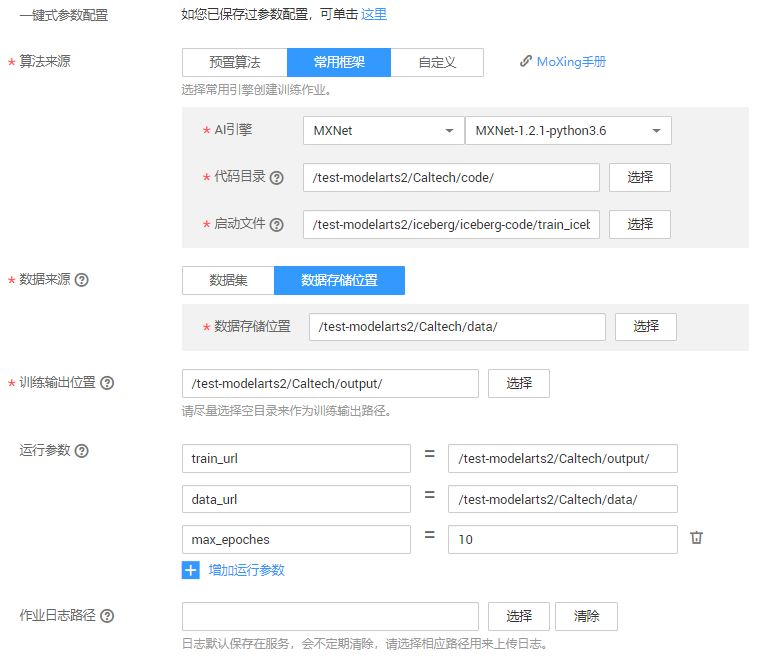 一键式参数配置 如您已保存过参数配置，可单击 这里
* 算法来源 预置算法 常用框架 自定义 MoXing手册
选择常用引擎创建训练作业。
* AI引擎 MXNet MXNet-1.2.1-python3.6
* 代码目录 /test-modelarts2/Caltech/code/ 选择
* 启动文件 /test-modelarts2/iceberg/iceberg-code/train_iceb 选择
* 数据来源 数据集 数据存储位置
* 数据存储位置 /test-modelarts2/Caltech/data/ 选择
* 训练输出位置 /test-modelarts2/Caltech/output/ 选择
请尽量选择空目录来作为训练输出路径。
运行参数 train_url = /test-modelarts2/Caltech/output/
data_url = /test-modelarts2/Caltech/data/
max_epoches = 10
增加运行参数
作业日志路径 选择 清除
日志默认保存在服务，会不定期清除，请选择相应路径用来上传日志。